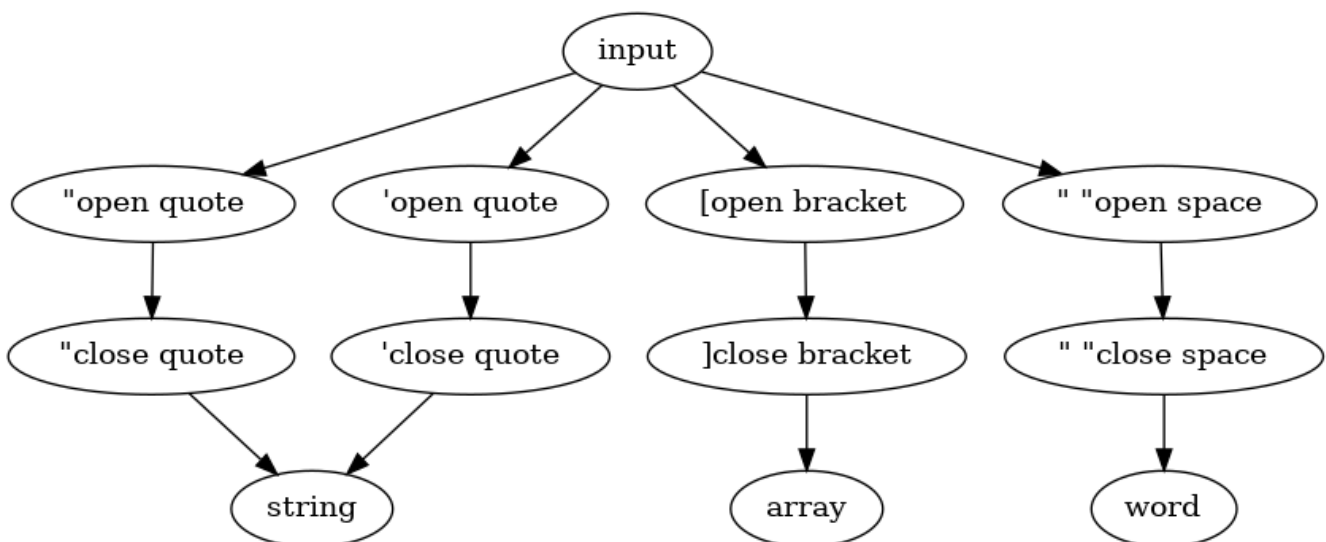 input
"open quote
'open quote
[open bracket
" "open space
"close quote
'close quote
]close bracket
" "close space
string
array
word